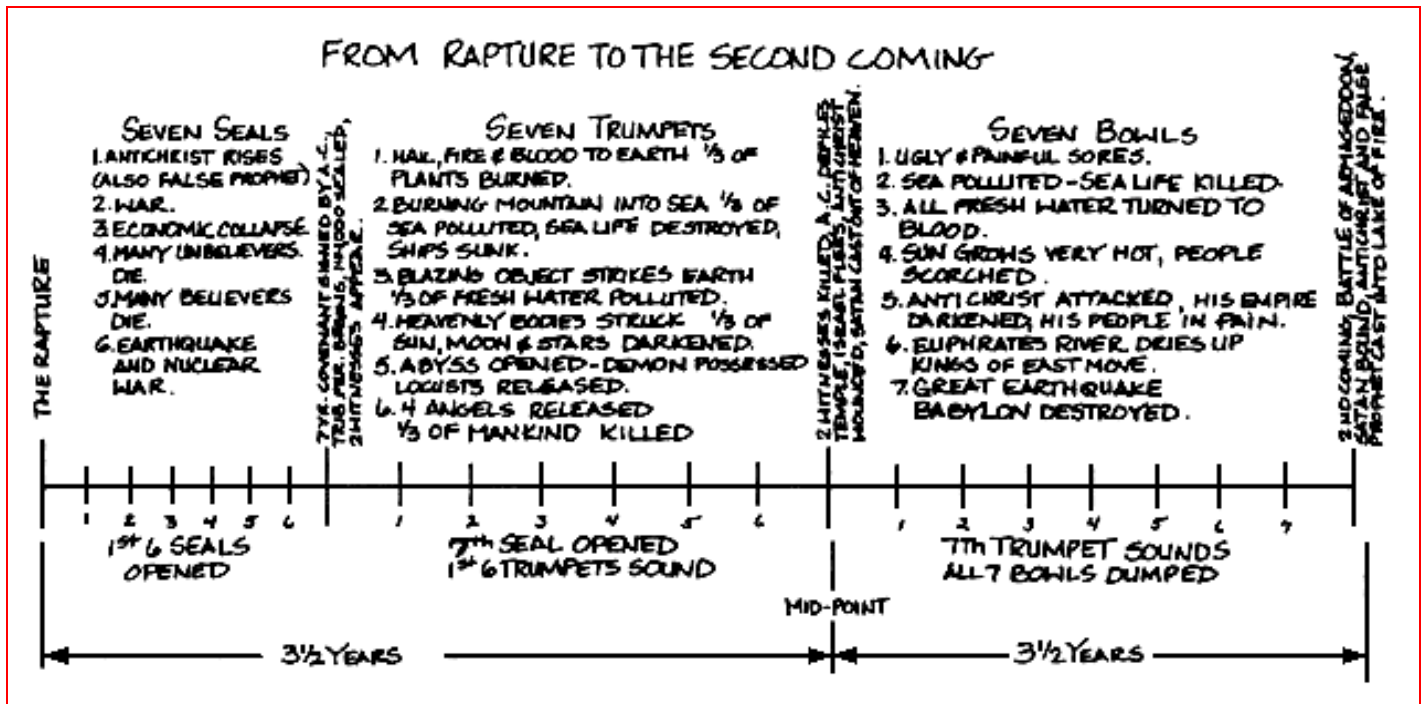 FROM RAPTURE TO THE SECOND COMING
THE RAPTURE
SEVEN SEALS
1. ANTICHRIST RISES
(ALSO FALSE PROPHET)
2. WAR.
3. ECONOMIC COLLAPSE
4. MANY UNBELIEVERS.
DIE.
5. MANY BELIEVERS
DIE.
6. EARTHQUAKE
AND NUCLEAR
WAR.
7 YR. COVENANT SIGNED BY A.C.,
TRIB. PER. BEGINS, 144,000 SEALED,
2 WITNESSES APPEAR.
SEVEN TRUMPETS
1. HAIL, FIRE & BLOOD TO EARTH 1/3 OF
PLANTS BURNED.
2. BURNING MOUNTAIN INTO SEA 1/3 OF
SEA POLLUTED, SEA LIFE DESTROYED,
SHIPS SUNK.
3. BLAZING OBJECT STRIKES EARTH
1/3 OF FRESH WATER POLLUTED.
4. HEAVENLY BODIES STRUCK 1/3 OF
SUN, MOON & STARS DARKENED.
5. ABYSS OPENED - DEMON POSSESSED
LOCUSTS RELEASED.
6. 4 ANGELS RELEASED
1/3 OF MANKIND KILLED
2 WITNESSES KILLED, A.C. DEFILES
TEMPLE, ISRAEL FLEES, ANTICHRIST
WOUNDED, SATAN CAST OUT OF HEAVEN.
SEVEN BOWLS
1. UGLY & PAINFUL SORES.
2. SEA POLLUTED - SEA LIFE KILLED.
3. ALL FRESH WATER TURNED TO
BLOOD.
4. SUN GROWS VERY HOT, PEOPLE
SCORCHED.
5. ANTICHRIST ATTACKED, HIS EMPIRE
DARKENED, HIS PEOPLE IN PAIN.
6. EUPHRATES RIVER DRIES UP
KINGS OF EAST MOVE.
7. GREAT EARTHQUAKE
BABYLON DESTROYED.
2ND COMING, BATTLE OF ARMAGEDDON,
SATAN BOUND, ANTICHRIST AND FALSE
PROPHET CAST INTO LAKE OF FIRE.
1 2 3 4 5 6
1 2 3 4 5 6
1 2 3 4 5 6 7
1st 6 SEALS
OPENED
7th SEAL OPENED
1st 6 TRUMPETS SOUND
7Th TRUMPET SOUNDS
ALL 7 BOWLS DUMPED
MID-POINT
3 1/2 YEARS
3 1/2 YEARS